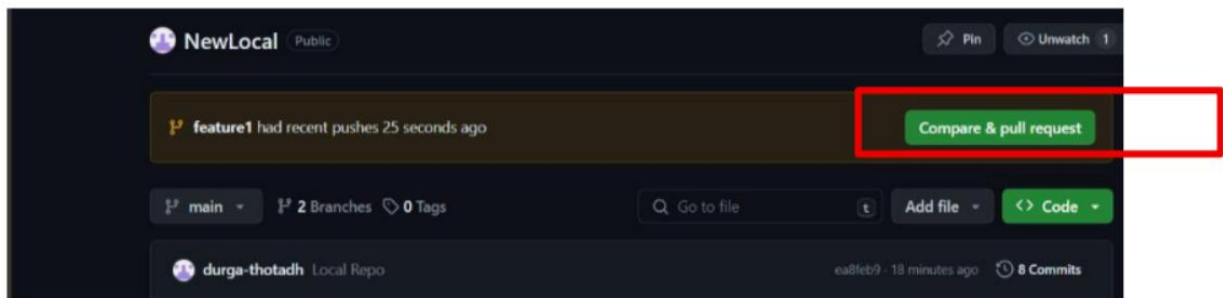 NewLocal Public Pin Unwatch 1
feature1 had recent pushes 25 seconds ago Compare & pull request
main 2 Branches 0 Tags Go to file t Add file <> Code
durga-thotadh Local Repo ea8feb9 · 18 minutes ago 8 Commits